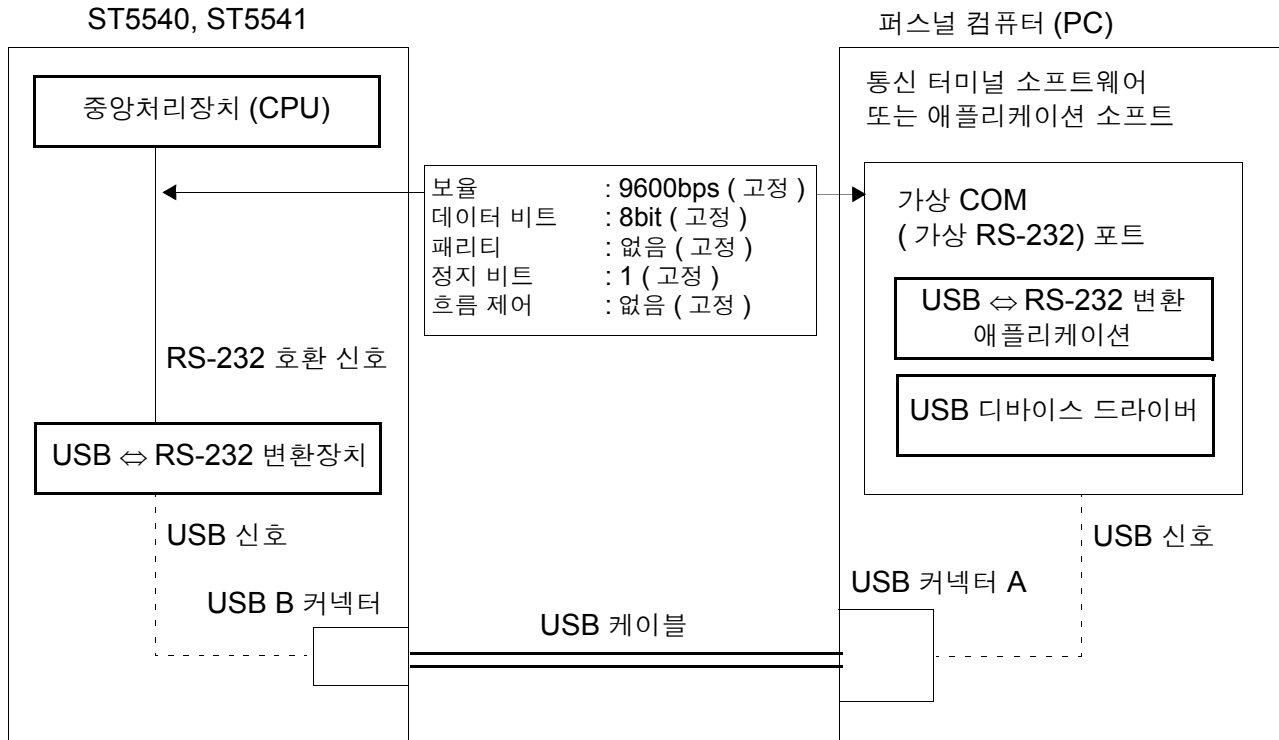 ST5540, ST5541
퍼스널 컴퓨터 (PC)
중앙처리장치 (CPU)
통신 터미널 소프트웨어
또는 애플리케이션 소프트
보율 : 9600bps ( 고정 )
데이터 비트 : 8bit ( 고정 )
패리티 : 없음 ( 고정 )
정지 비트 : 1 ( 고정 )
흐름 제어 : 없음 ( 고정 )
가상 COM
( 가상 RS-232) 포트
USB ⇔ RS-232 변환
애플리케이션
RS-232 호환 신호
USB 디바이스 드라이버
USB ⇔ RS-232 변환장치
USB 신호
USB 신호
USB B 커넥터
USB 커넥터 A
USB 케이블